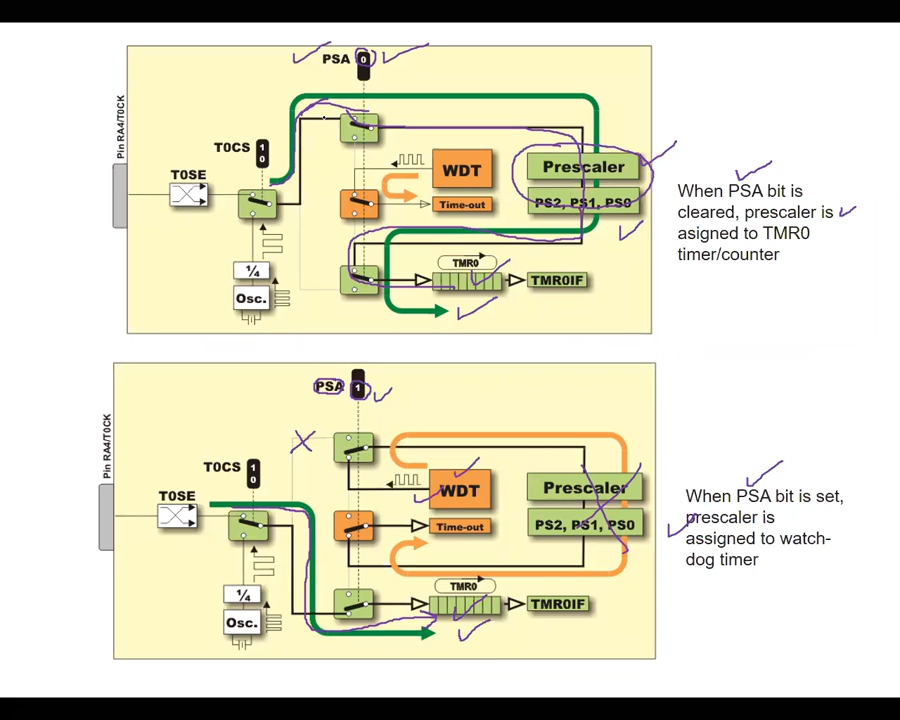 PSA 0
Pin RA4/T0CK
T0CS 1
0
T0SE
WDT
Time-out
Prescaler
PS2, PS1, PS0
When PSA bit is
cleared, prescaler is
asigned to TMR0
timer/counter
¼
Osc.
TMR0
TMR0IF
PSA 1
Pin RA4/T0CK
T0CS 1
0
T0SE
WDT
Time-out
Prescaler
PS2, PS1, PS0
When PSA bit is set,
prescaler is
assigned to watch-
dog timer
¼
Osc.
TMR0
TMR0IF